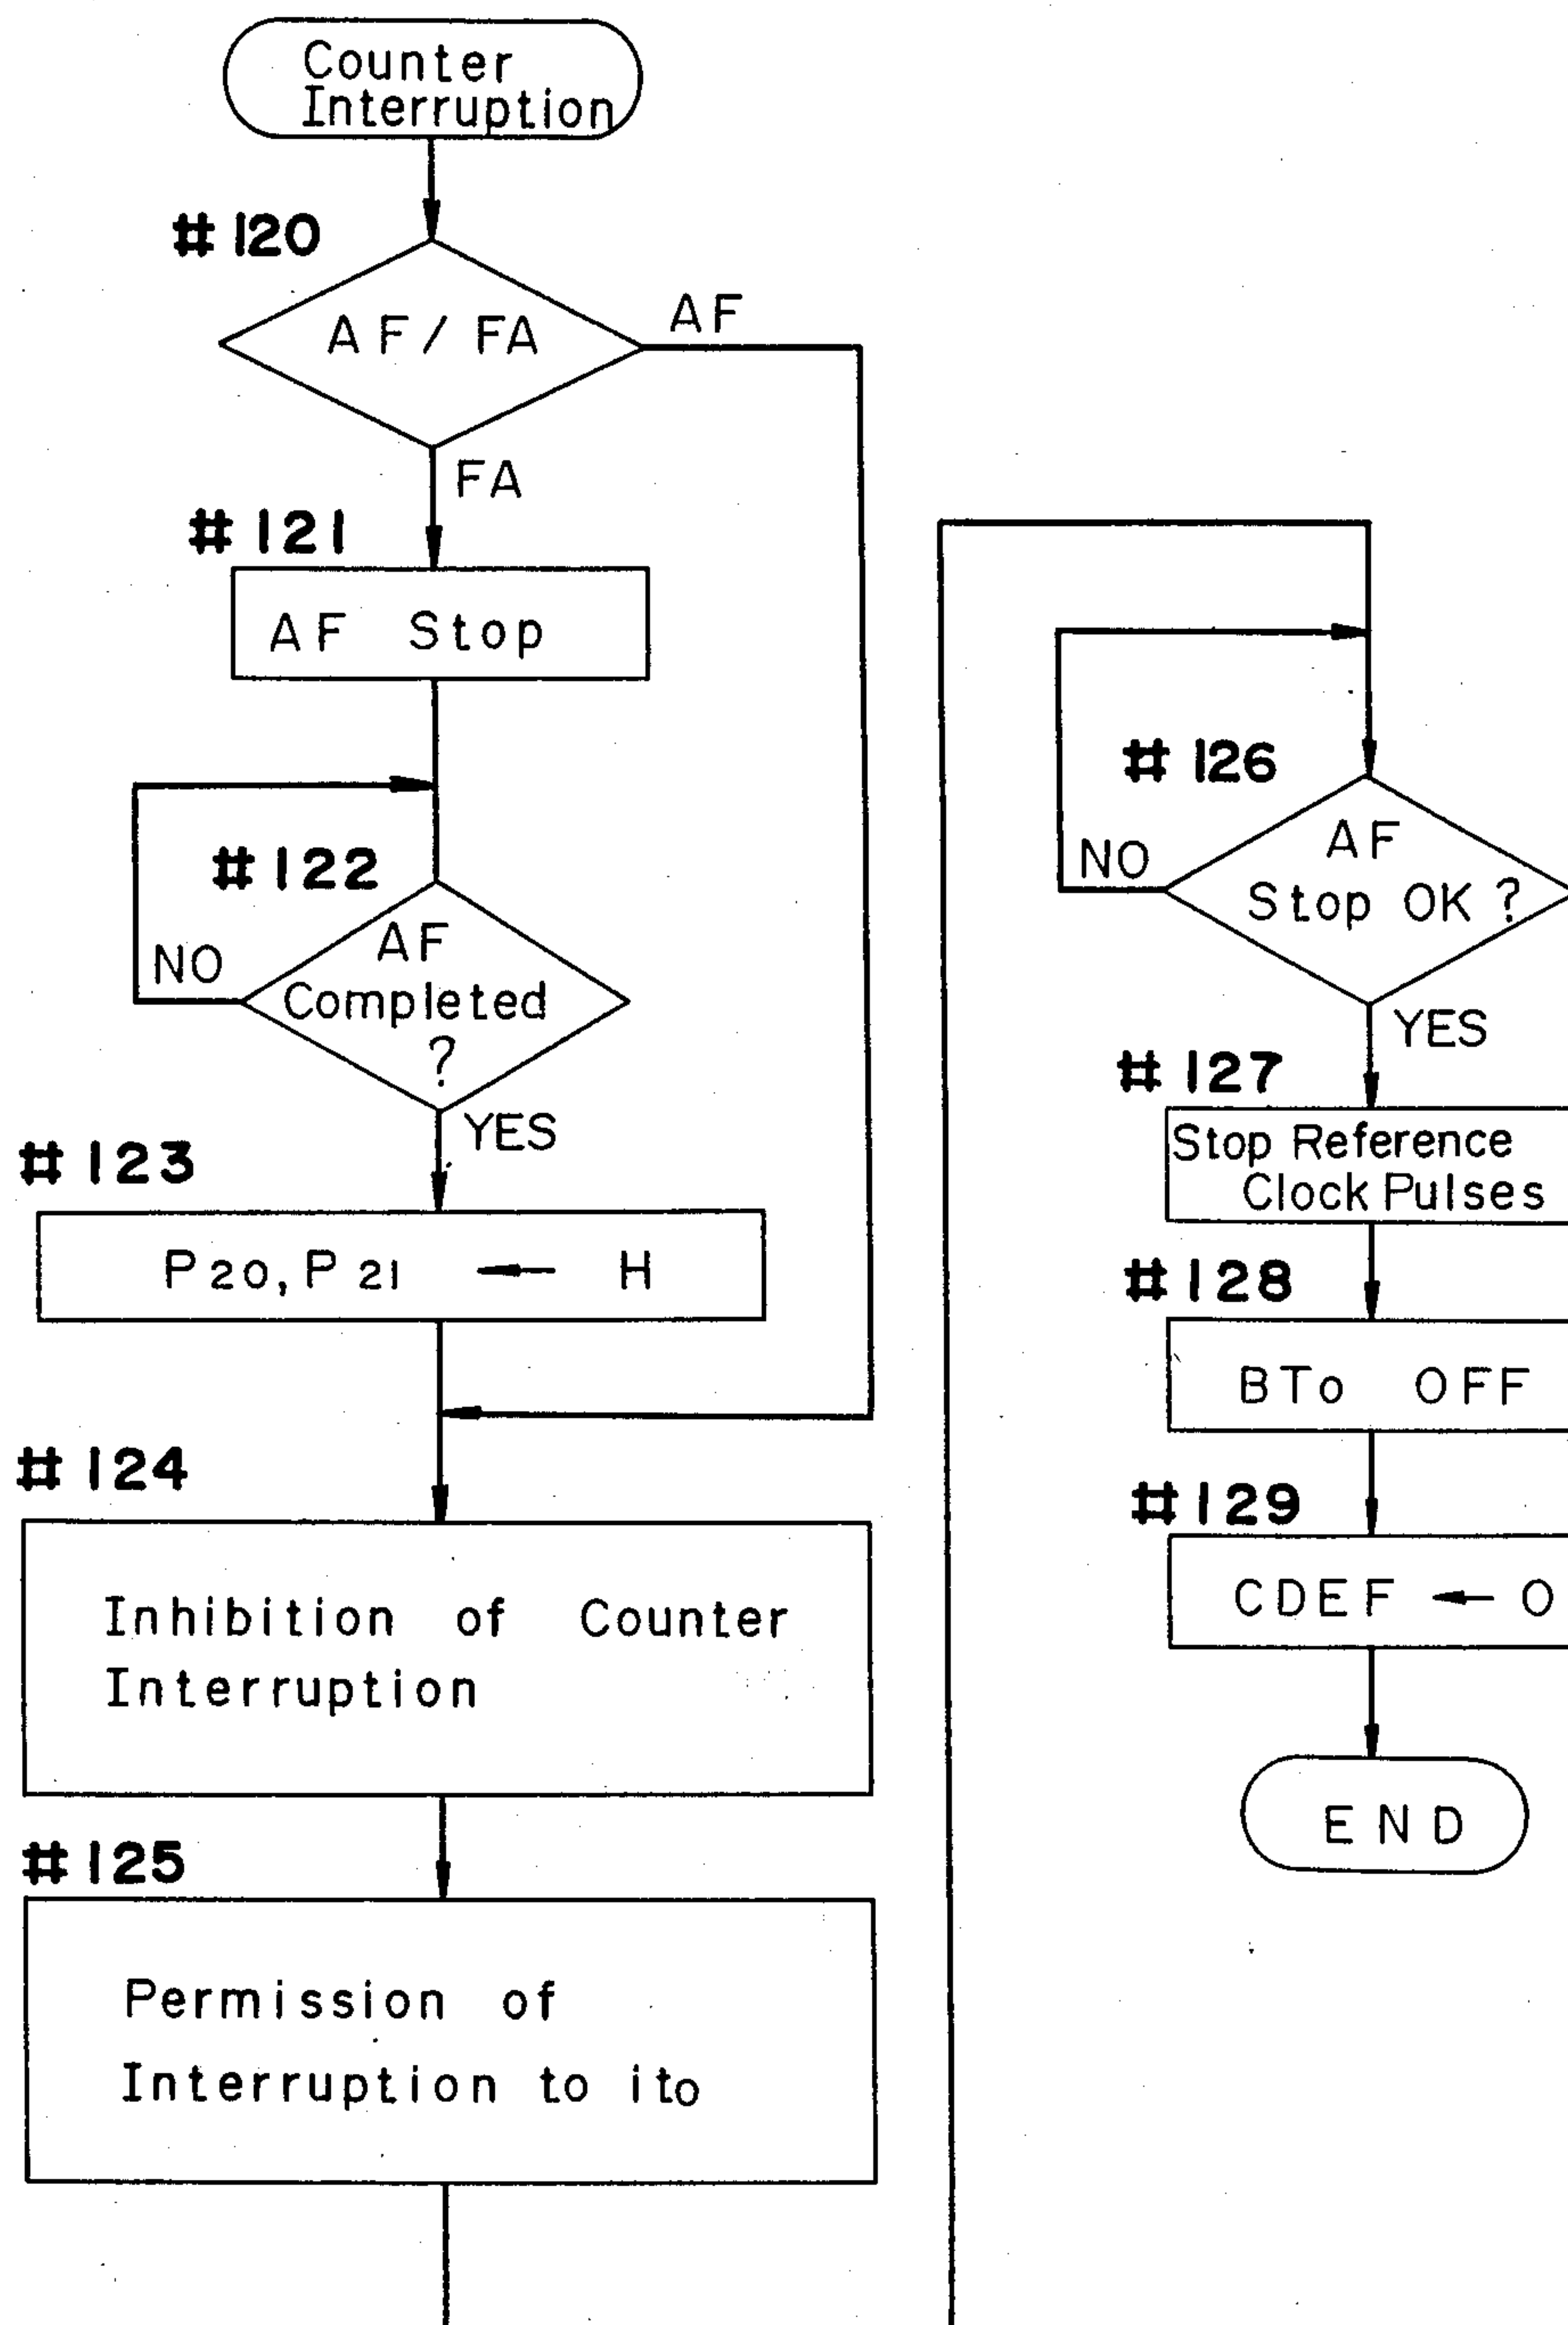 Counter
Interruption
#120
AF/FA
AF
FA
#121
AF Stop
#122
AF
Completed
?
NO
YES
#123
P20, P21 ← H
#124
Inhibition of Counter
Interruption
#125
Permission of
Interruption to ito
#126
AF
Stop OK ?
NO
YES
#127
Stop Reference
Clock Pulses
#128
BTo OFF
#129
CDEF ← O
END